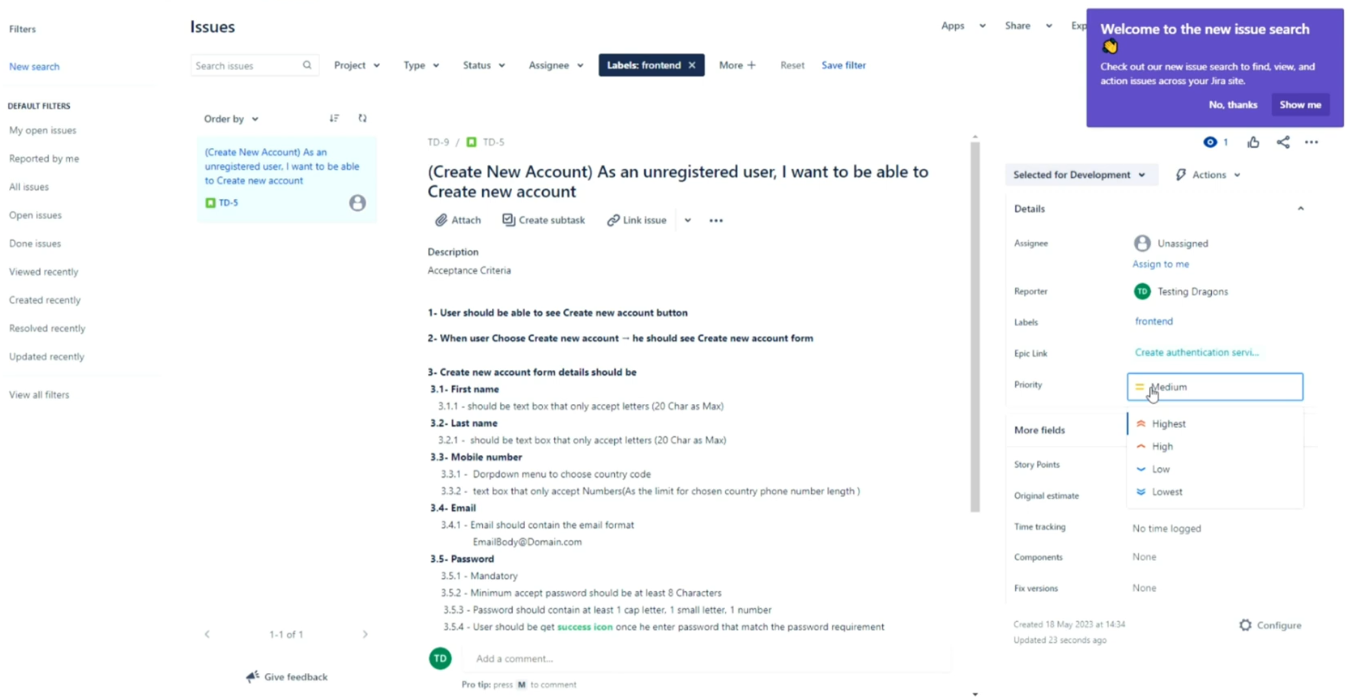 Filters
New search
DEFAULT FILTERS
My open issues
Reported by me
All issues
Open issues
Done issues
Viewed recently
Created recently
Resolved recently
Updated recently
View all filters
Issues
Apps
Share
Search issues
Project
Type
Status
Assignee
Labels: frontend
More +
Reset
Save filter
Order by
(Create New Account) As an
unregistered user, I want to be able
to Create new account
TD-5
1-1 of 1
Give feedback
TD-9 / TD-5
(Create New Account) As an unregistered user, I want to be able to
Create new account
Attach
Create subtask
Link issue
Description
Acceptance Criteria
1- User should be able to see Create new account button
2- When user Choose Create new account → he should see Create new account form
3- Create new account form details should be
3.1- First name
3.1.1 - should be text box that only accept letters (20 Char as Max)
3.2- Last name
3.2.1 - should be text box that only accept letters (20 Char as Max)
3.3- Mobile number
3.3.1 - Dorpdown menu to choose country code
3.3.2 - text box that only accept Numbers(As the limit for chosen country phone number length )
3.4- Email
3.4.1 - Email should contain the email format
EmailBody@Domain.com
3.5- Password
3.5.1 - Mandatory
3.5.2 - Minimum accept password should be at least 8 Characters
3.5.3 - Password should contain at least 1 cap letter, 1 small letter, 1 number
3.5.4 - User should be get success icon once he enter password that match the password requirement
TD
Add a comment...
Pro tip: press M to comment
Welcome to the new issue search
Check out our new issue search to find, view, and
action issues across your Jira site.
No, thanks
Show me
1
Selected for Development
Actions
Details
Assignee
Unassigned
Assign to me
Reporter
TD Testing Dragons
Labels
frontend
Epic Link
Create authentication servi...
Priority
Medium
Highest
High
Low
Lowest
More fields
Story Points
Original estimate
Time tracking
No time logged
Components
None
Fix versions
None
Created 18 May 2023 at 14:34
Updated 23 seconds ago
Configure